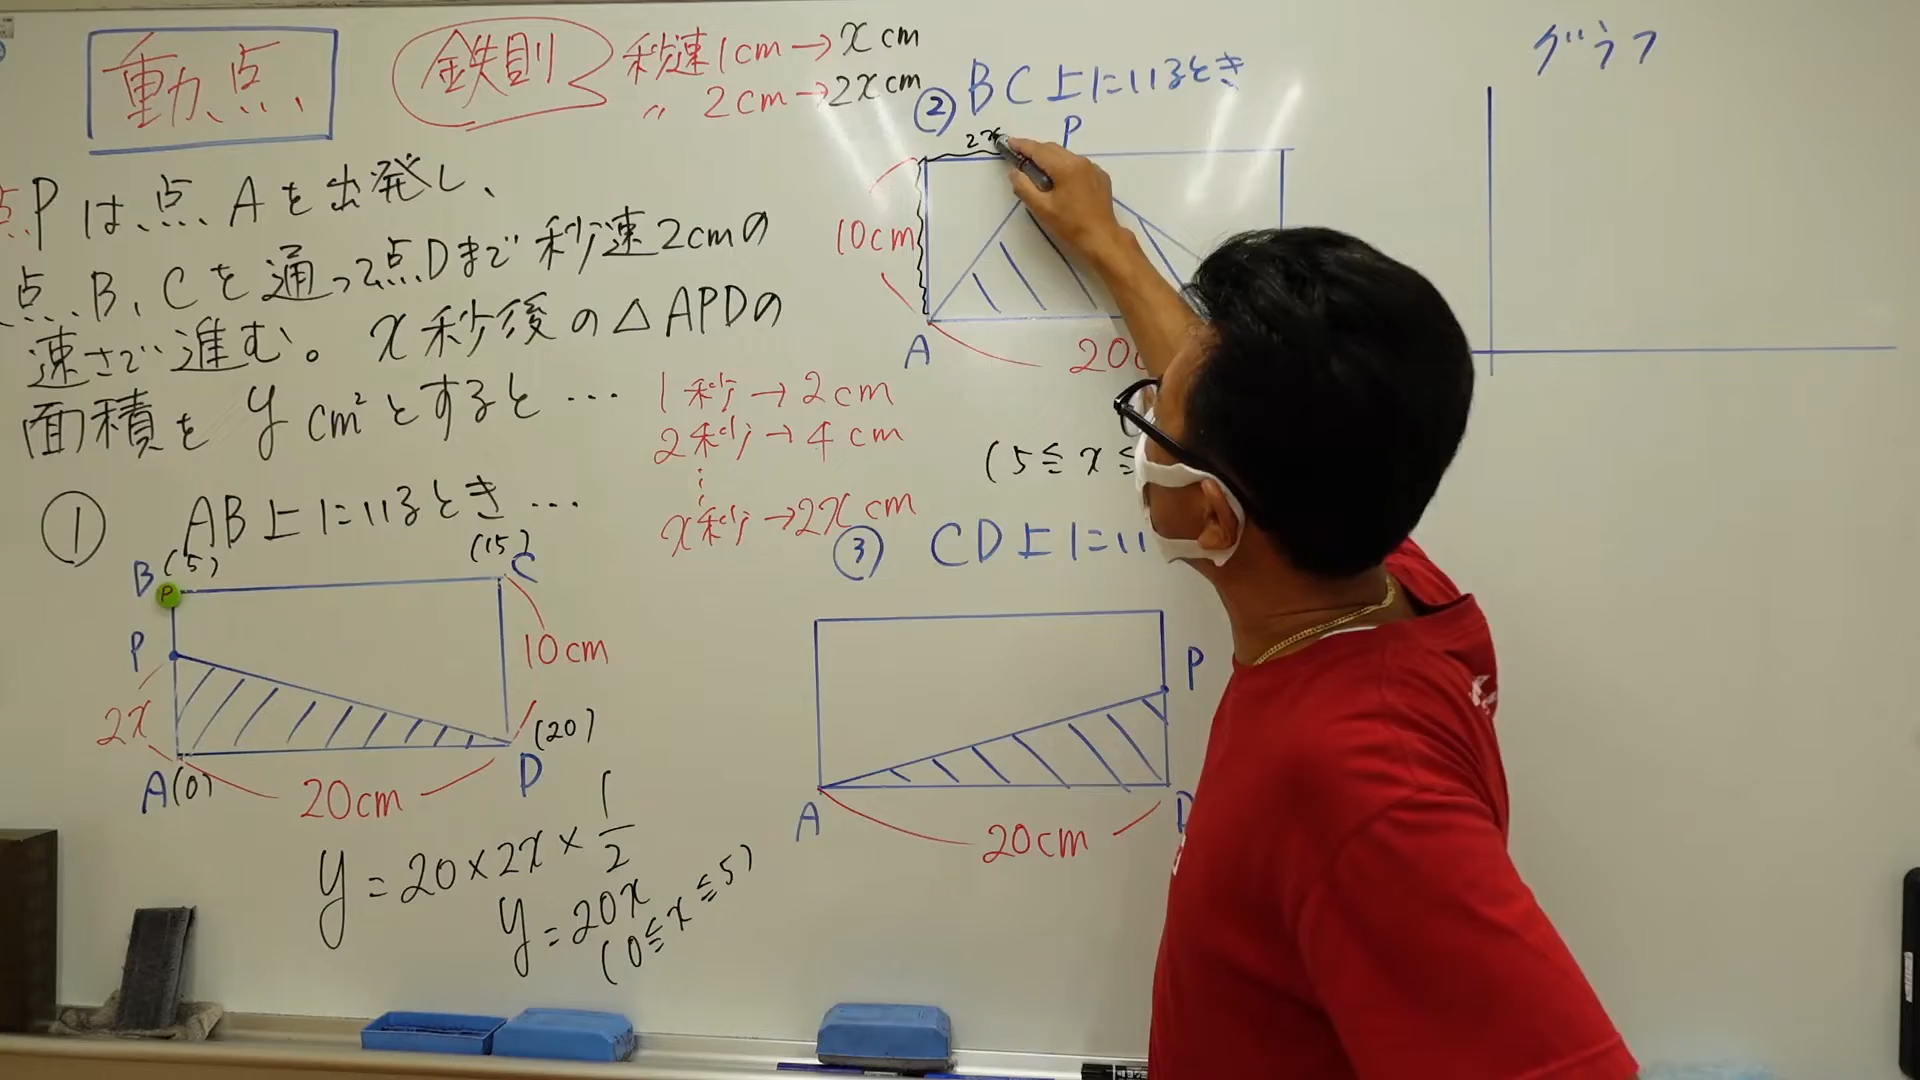 動点
鉄則
秒速1cm→xcm
〃 2cm→2xcm
点Pは点Aを出発し、
点B、Cを通って点Dまで秒速2cmの
速さで進む。x秒後の△APDの
面積をycm²とすると…
1秒→2cm
2秒→4cm
⋮
x秒→2xcm
① AB上にいるとき…
B(5)
(15)
C
P
P
2x
10cm
A(0)
20cm
D
(20)
y=20×2x×1/2
y=20x
(0≦x≦5)
② BC上にいるとき
2x
P
10cm
A
20
(5≦x≦
③ CD上にい
P
A
20cm
D
グラフ